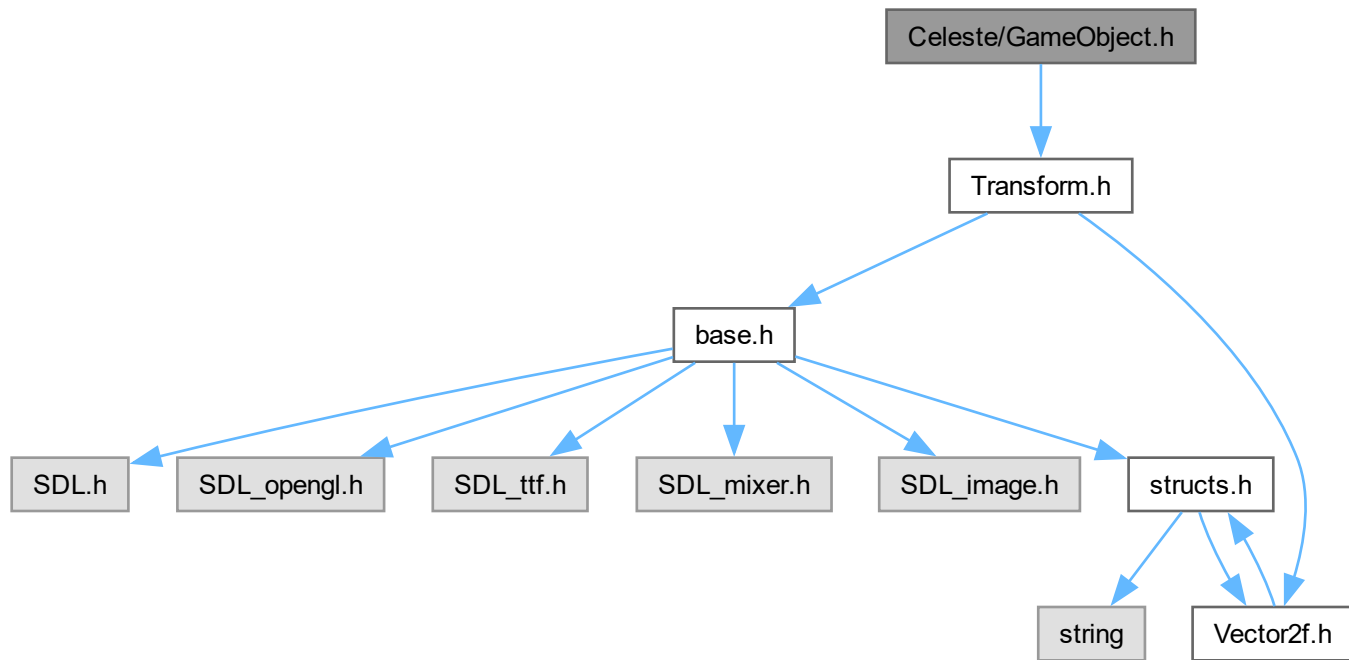 Celeste/GameObject.h
Transform.h
base.h
SDL.h
SDL_opengl.h
SDL_ttf.h
SDL_mixer.h
SDL_image.h
structs.h
string
Vector2f.h